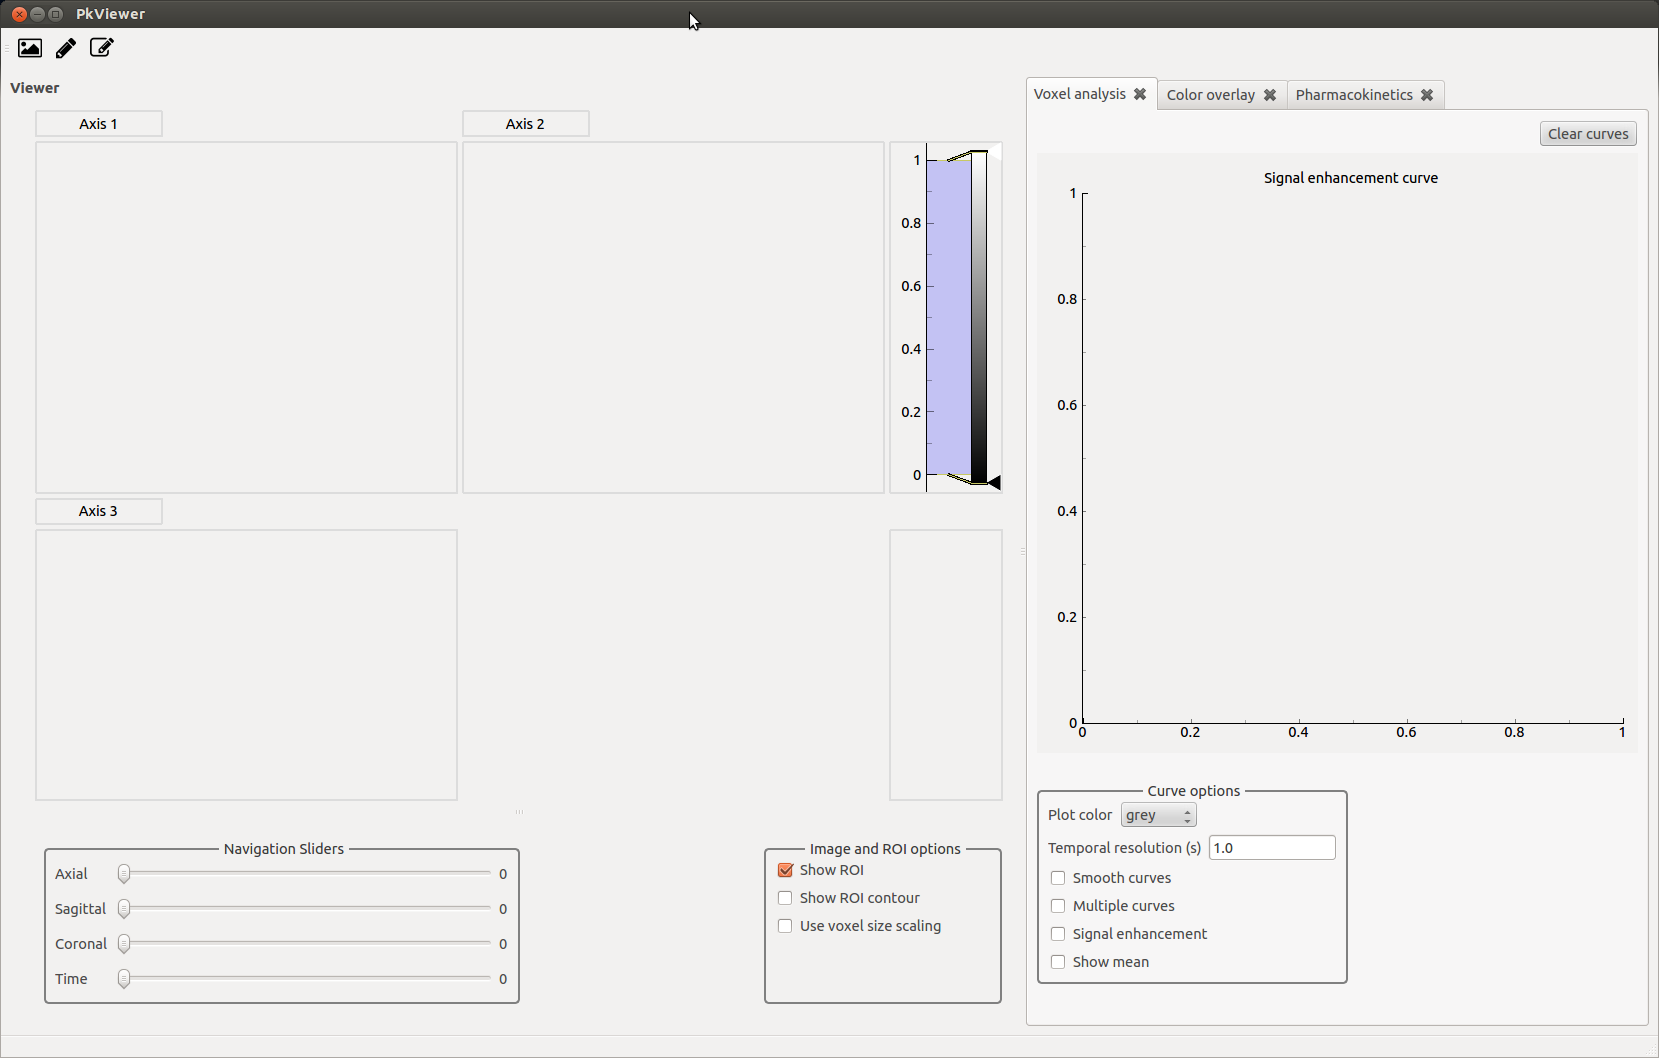 PkViewer
Viewer
Axis 1
Axis 2
1
0.8
0.6
0.4
0.2
0
Axis 3
Navigation Sliders
Axial 0
Sagittal 0
Coronal 0
Time 0
Image and ROI options
Show ROI
Show ROI contour
Use voxel size scaling
Voxel analysis Color overlay Pharmacokinetics
Clear curves
Signal enhancement curve
1
0.8
0.6
0.4
0.2
0
0 0.2 0.4 0.6 0.8 1
Curve options
Plot color grey
Temporal resolution (s) 1.0
Smooth curves
Multiple curves
Signal enhancement
Show mean